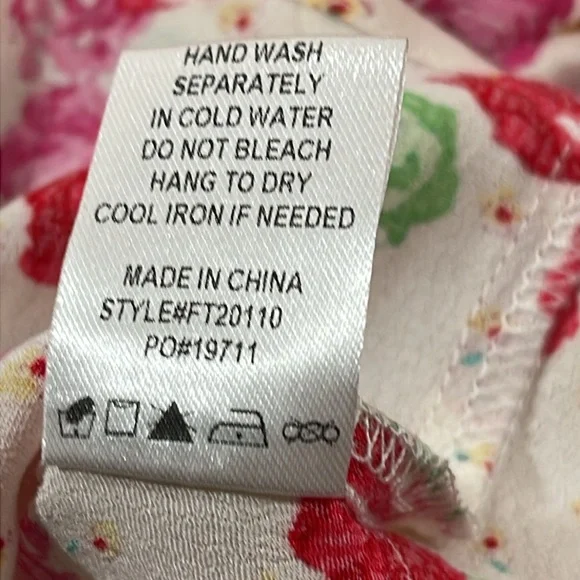 HAND WASH
SEPARATELY
IN COLD WATER
DO NOT BLEACH
HANG TO DRY
COOL IRON IF NEEDED
MADE IN CHINA
STYLE#FT20110
PO#19711